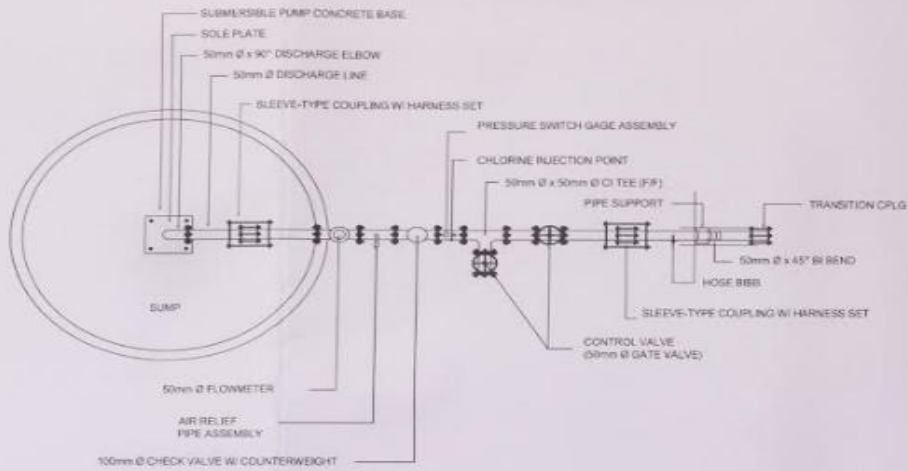 SUBMERSIBLE PUMP CONCRETE BASE
SOLE PLATE
50mm Ø x 90° DISCHARGE ELBOW
50mm Ø DISCHARGE LINE
SLEEVE-TYPE COUPLING W/ HARNESS SET
PRESSURE SWITCH GAGE ASSEMBLY
CHLORINE INJECTION POINT
50mm Ø x 50mm Ø CI TEE (F/F)
PIPE SUPPORT
TRANSITION CPLG
50mm Ø x 45° BI BEND
HOSE BIBB
SUMP
SLEEVE-TYPE COUPLING W/ HARNESS SET
CONTROL VALVE
(50mm Ø GATE VALVE)
50mm Ø FLOWMETER
AIR RELIEF
PIPE ASSEMBLY
100mm Ø CHECK VALVE W/ COUNTERWEIGHT